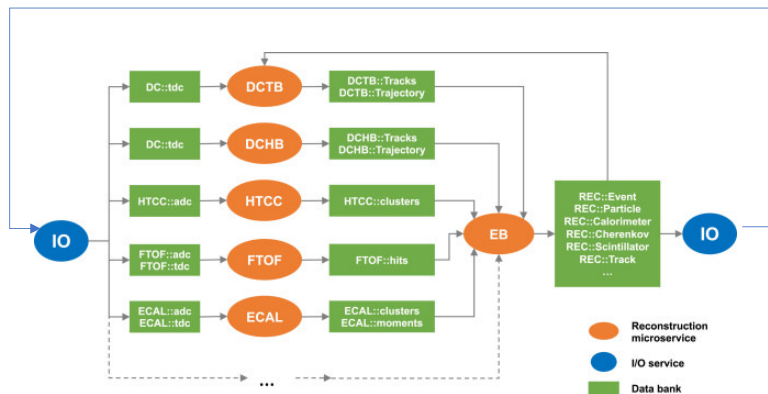 DC::tdc
DCTB
DCTB::Tracks
DCTB::Trajectory
DC::tdc
DCHB
DCHB::Tracks
DCHB::Trajectory
HTCC::adc
HTCC
HTCC::clusters
IO
FTOF::adc
FTOF::tdc
FTOF
FTOF::hits
EB
REC::Event
REC::Particle
REC::Calorimeter
REC::Cherenkov
REC::Scintillator
REC::Track
...
IO
ECAL::adc
ECAL::tdc
ECAL
ECAL::clusters
ECAL::moments
...
Reconstruction
microservice
I/O service
Data bank